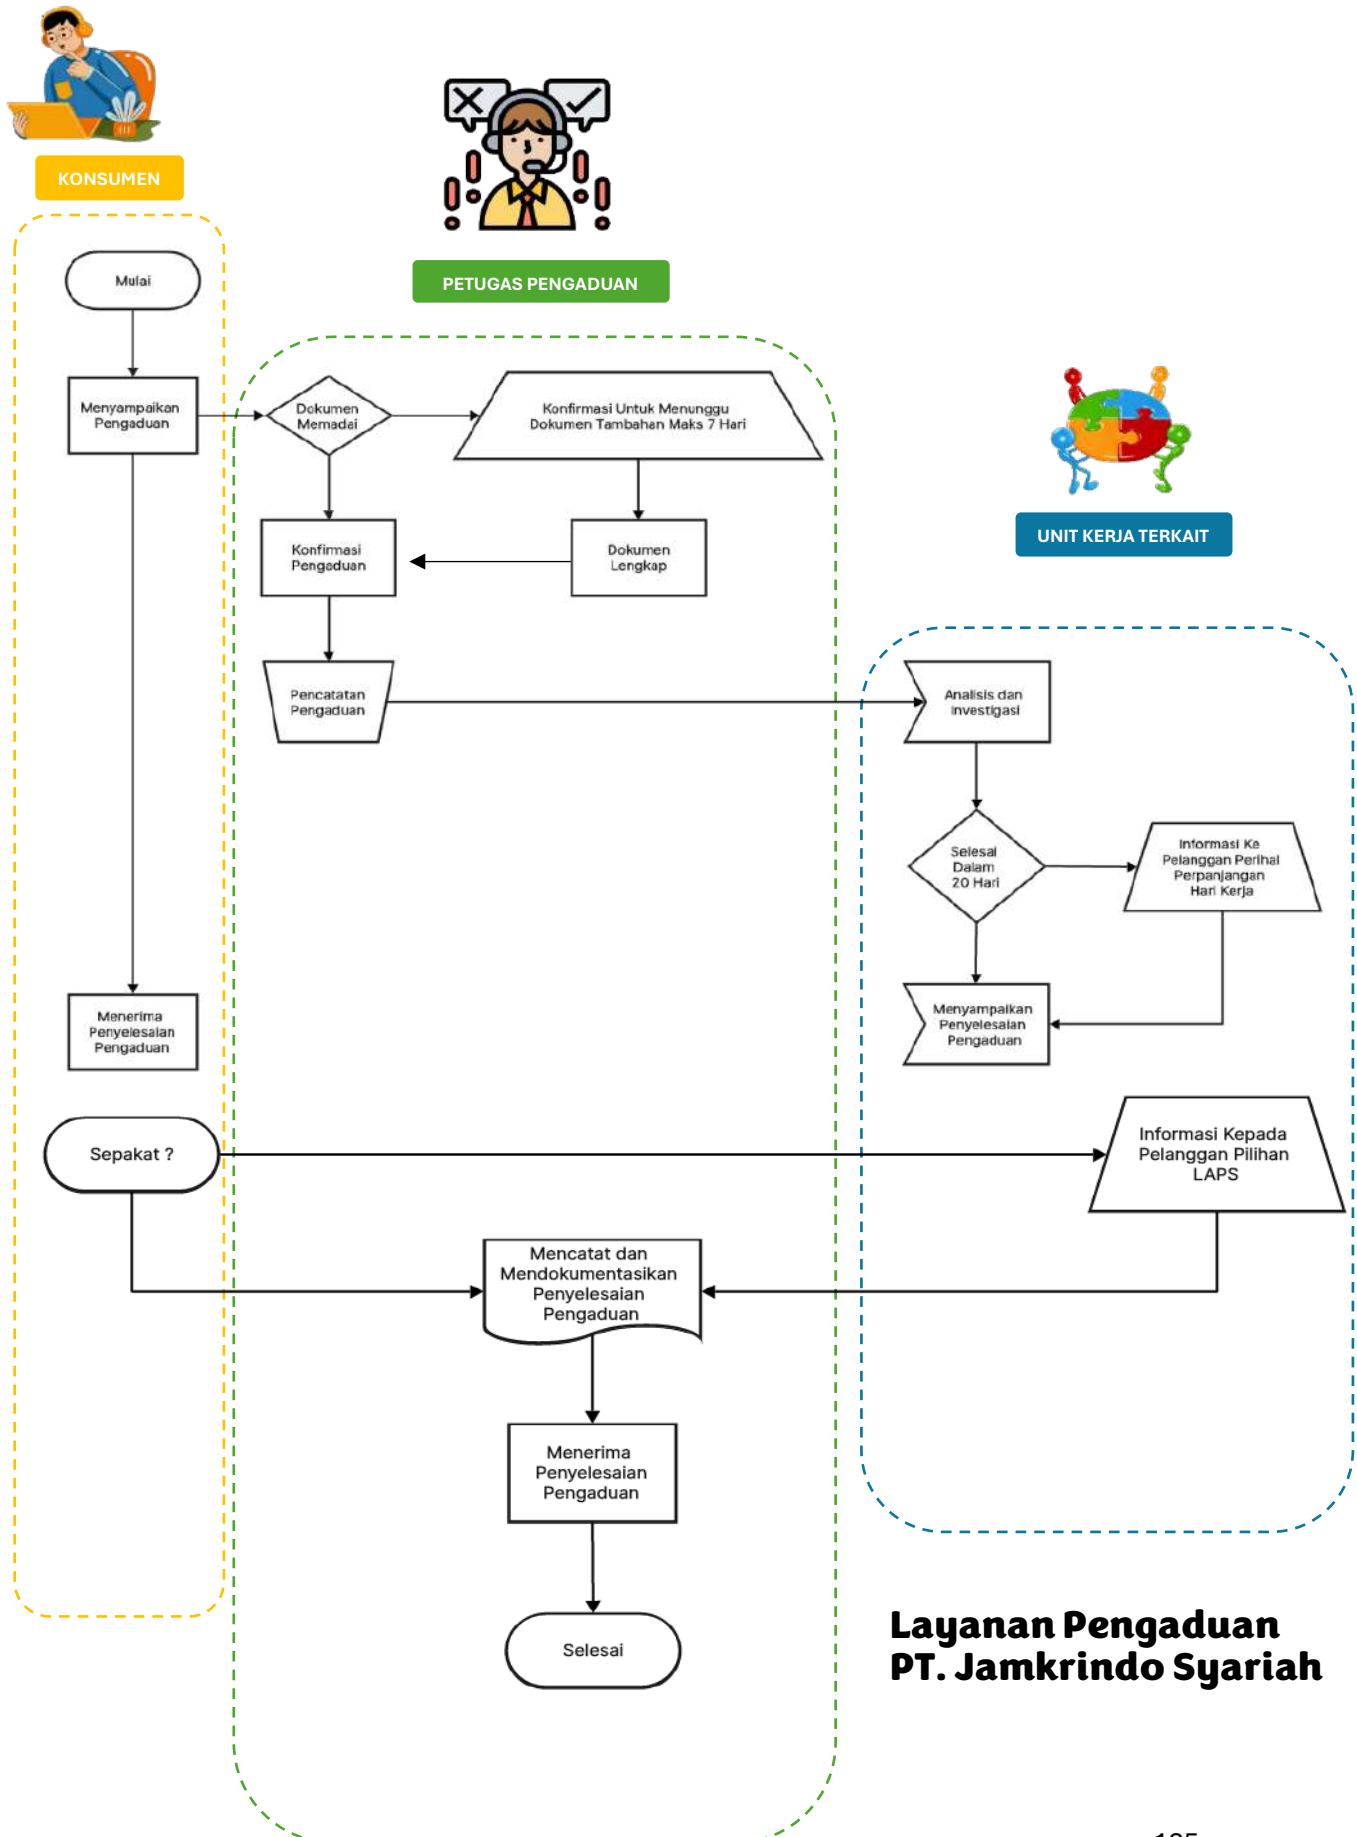 KONSUMEN
PETUGAS PENGADUAN
Mulai
Menyampaikan
Pengaduan
Dokumen
Memadai
Konfirmasi Untuk Menunggu
Dokumen Tambahan Maks 7 Hari
UNIT KERJA TERKAIT
Konfirmasi
Pengaduan
Dokumen
Lengkap
Pencatatan
Pengaduan
Analisis dan
Investigasi
Selesai
Dalam
20 Hari
Informasi Ke
Pelanggan Perihal
Perpanjangan
Hari Kerja
Menerima
Penyelesaian
Pengaduan
Menyampaikan
Penyelesaian
Pengaduan
Sepakat ?
Informasi Kepada
Pelanggan Pilihan
LAPS
Mencatat dan
Mendokumentasikan
Penyelesaian
Pengaduan
Menerima
Penyelesaian
Pengaduan
Selesai
Layanan Pengaduan
PT. Jamkrindo Syariah